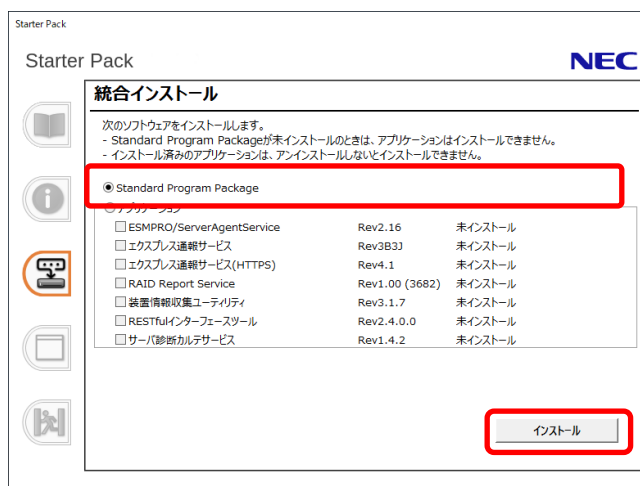 Starter Pack
Starter Pack
NEC
統合インストール
次のソフトウェアをインストールします。
- Standard Program Packageが未インストールのときは、アプリケーションはインストールできません。
- インストール済みのアプリケーションは、アンインストールしないとインストールできません。
Standard Program Package
アプリケーション
ESMPRO/ServerAgentService Rev2.16 未インストール
エクスプレス通報サービス Rev3B3J 未インストール
エクスプレス通報サービス(HTTPS) Rev4.1 未インストール
RAID Report Service Rev1.00 (3682) 未インストール
装置情報収集ユーティリティ Rev3.1.7 未インストール
RESTfulインターフェースツール Rev2.4.0.0 未インストール
サーバ診断カルテサービス Rev1.4.2 未インストール
インストール